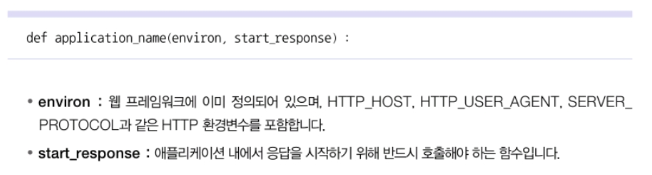 def application_name(environ, start_response) :
• environ : 웹 프레임워크에 이미 정의되어 있으며, HTTP_HOST, HTTP_USER_AGENT, SERVER_
PROTOCOL과 같은 HTTP 환경변수를 포함합니다.
• start_response : 애플리케이션 내에서 응답을 시작하기 위해 반드시 호출해야 하는 함수입니다.